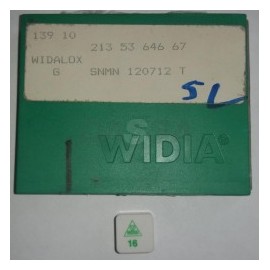 139 10
213 53 646 67
WIDALOX
G SNMN 120712 T
5L
WIDIA
16